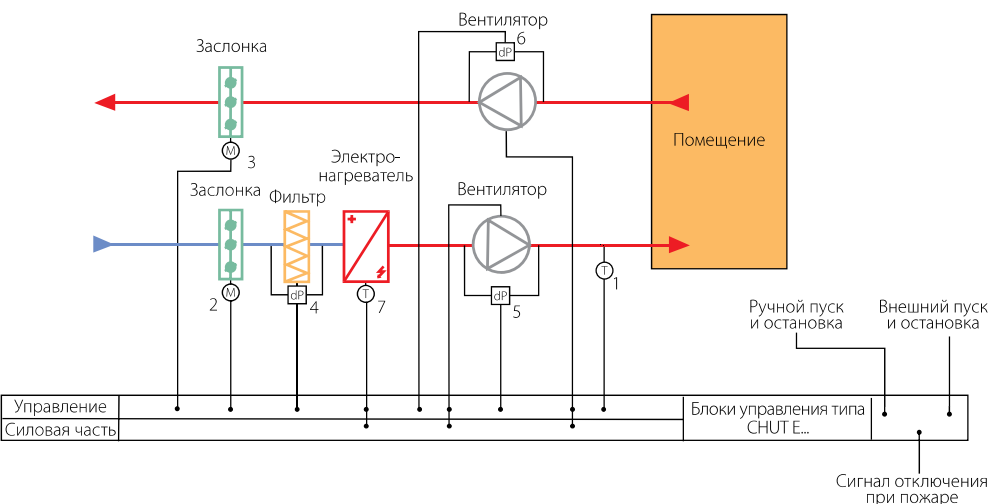 Вентилятор
6
dP
Заслонка
Помещение
M
3
Электро-
нагреватель
Заслонка
Фильтр
Вентилятор
M
2
dP
4
T
7
dP
5
T
1
Ручной пуск
и остановка
Внешний пуск
и остановка
Управление
Силовая часть
Блоки управления типа
CHUT E...
Сигнал отключения
при пожаре